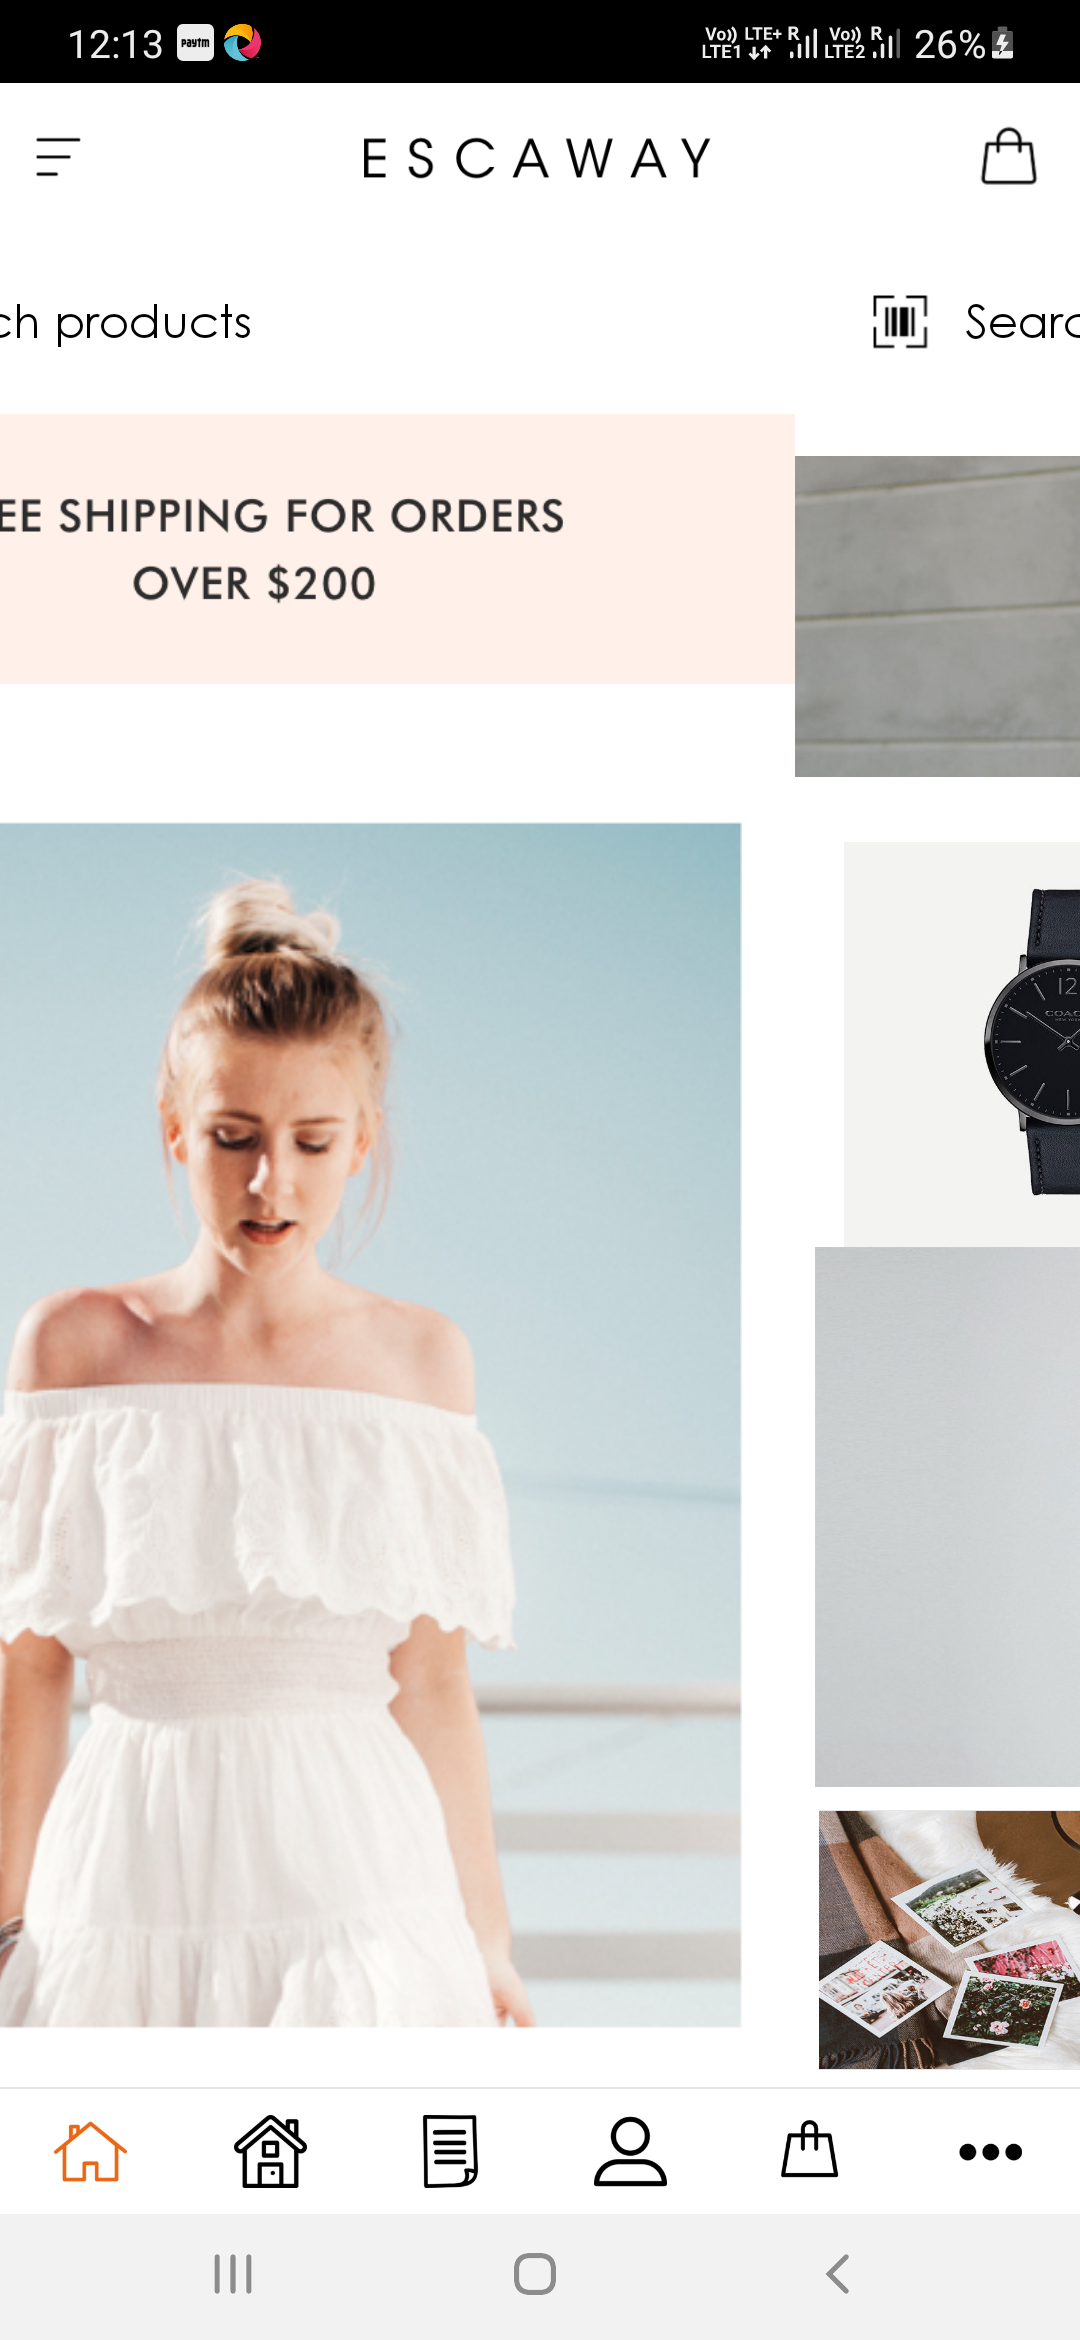 12:13 paytm Vo)) LTE1 LTE+ R Vo)) LTE2 R 26%
ESCAWAY
ch products
Searc
EE SHIPPING FOR ORDERS
OVER $200
12
COAC